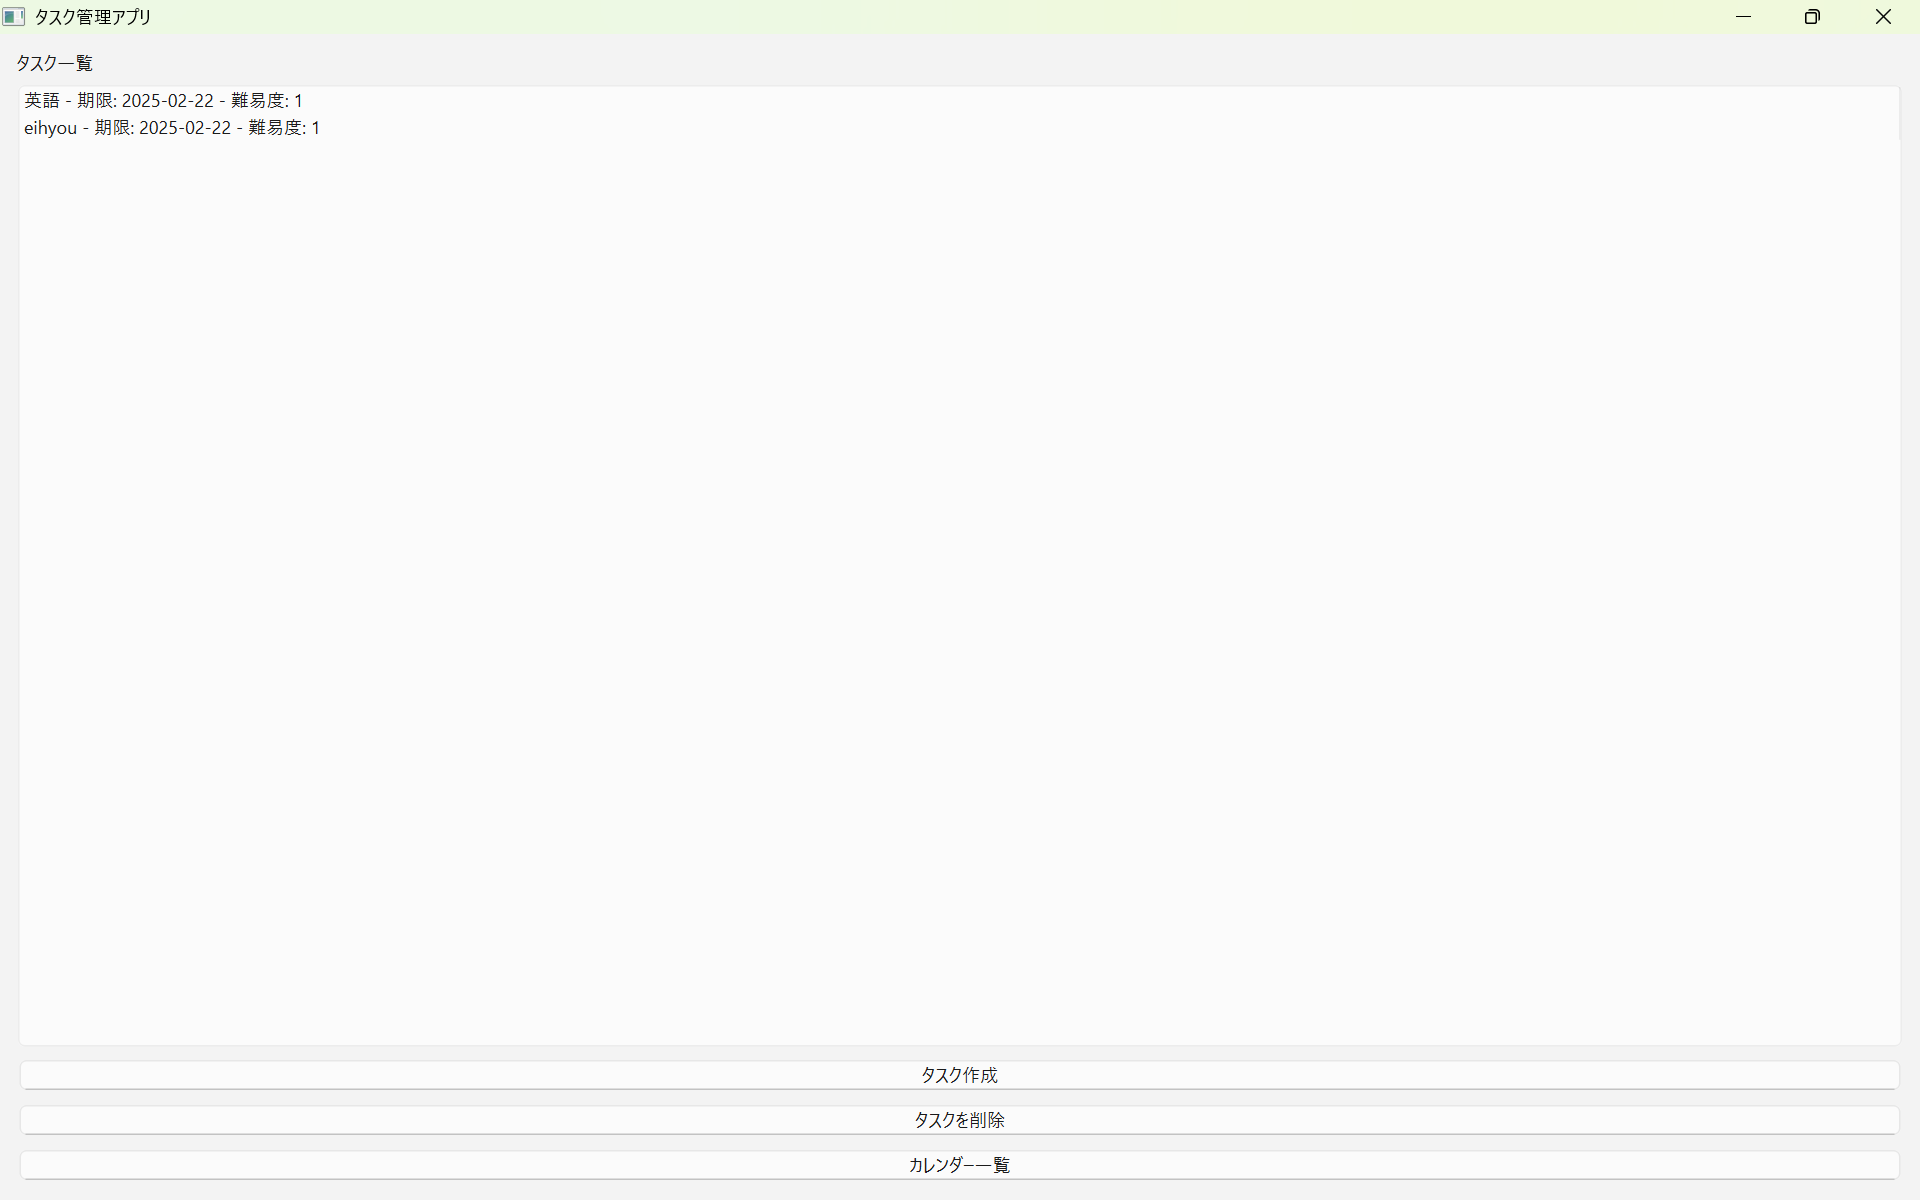 タスク管理アプリ
タスク一覧
英語 - 期限: 2025-02-22 - 難易度: 1
eihyou - 期限: 2025-02-22 - 難易度: 1
タスク作成
タスクを削除
カレンダー一覧